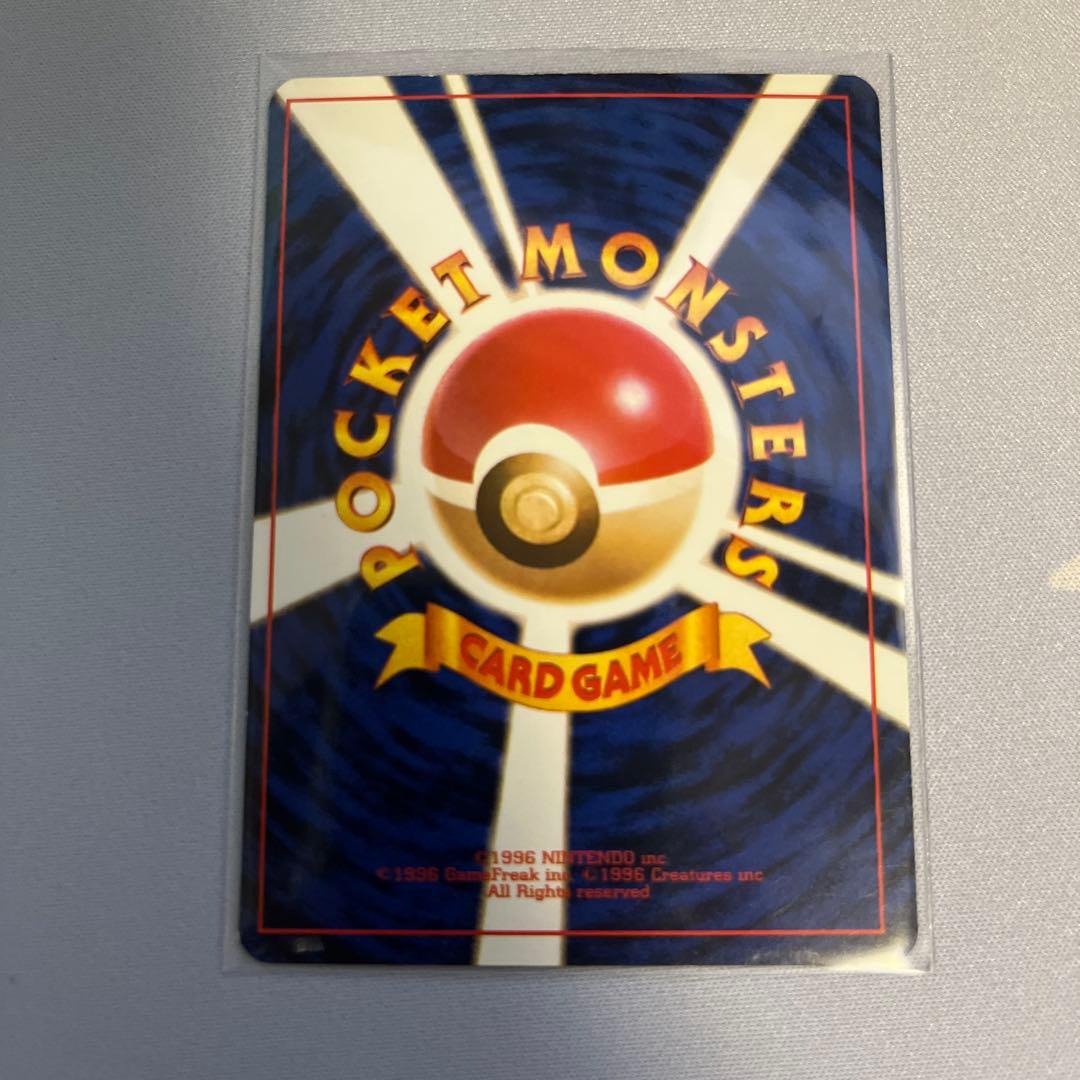 POCKET MONSTERS
CARD GAME
©1996 NINTENDO inc
©1996 GameFreak inc. ©1996 Creatures inc
All Rights reserved